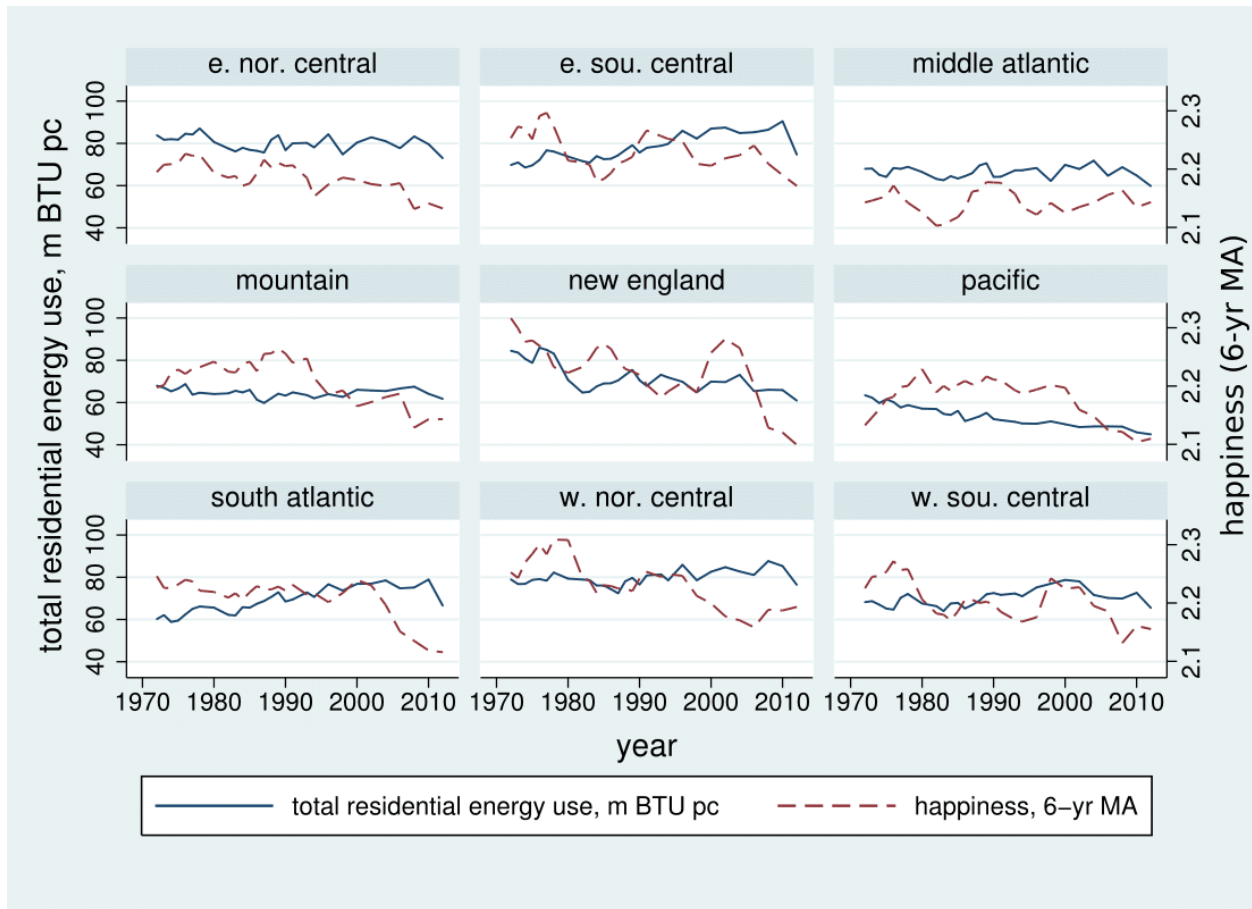 total residential energy use, m BTU pc
happiness (6-yr MA)
e. nor. central
e. sou. central
middle atlantic
100
80
60
40
2.3
2.2
2.1
mountain
new england
pacific
100
80
60
40
2.3
2.2
2.1
south atlantic
w. nor. central
w. sou. central
100
80
60
40
2.3
2.2
2.1
1970 1980 1990 2000 2010
1970 1980 1990 2000 2010
1970 1980 1990 2000 2010
year
total residential energy use, m BTU pc
happiness, 6−yr MA